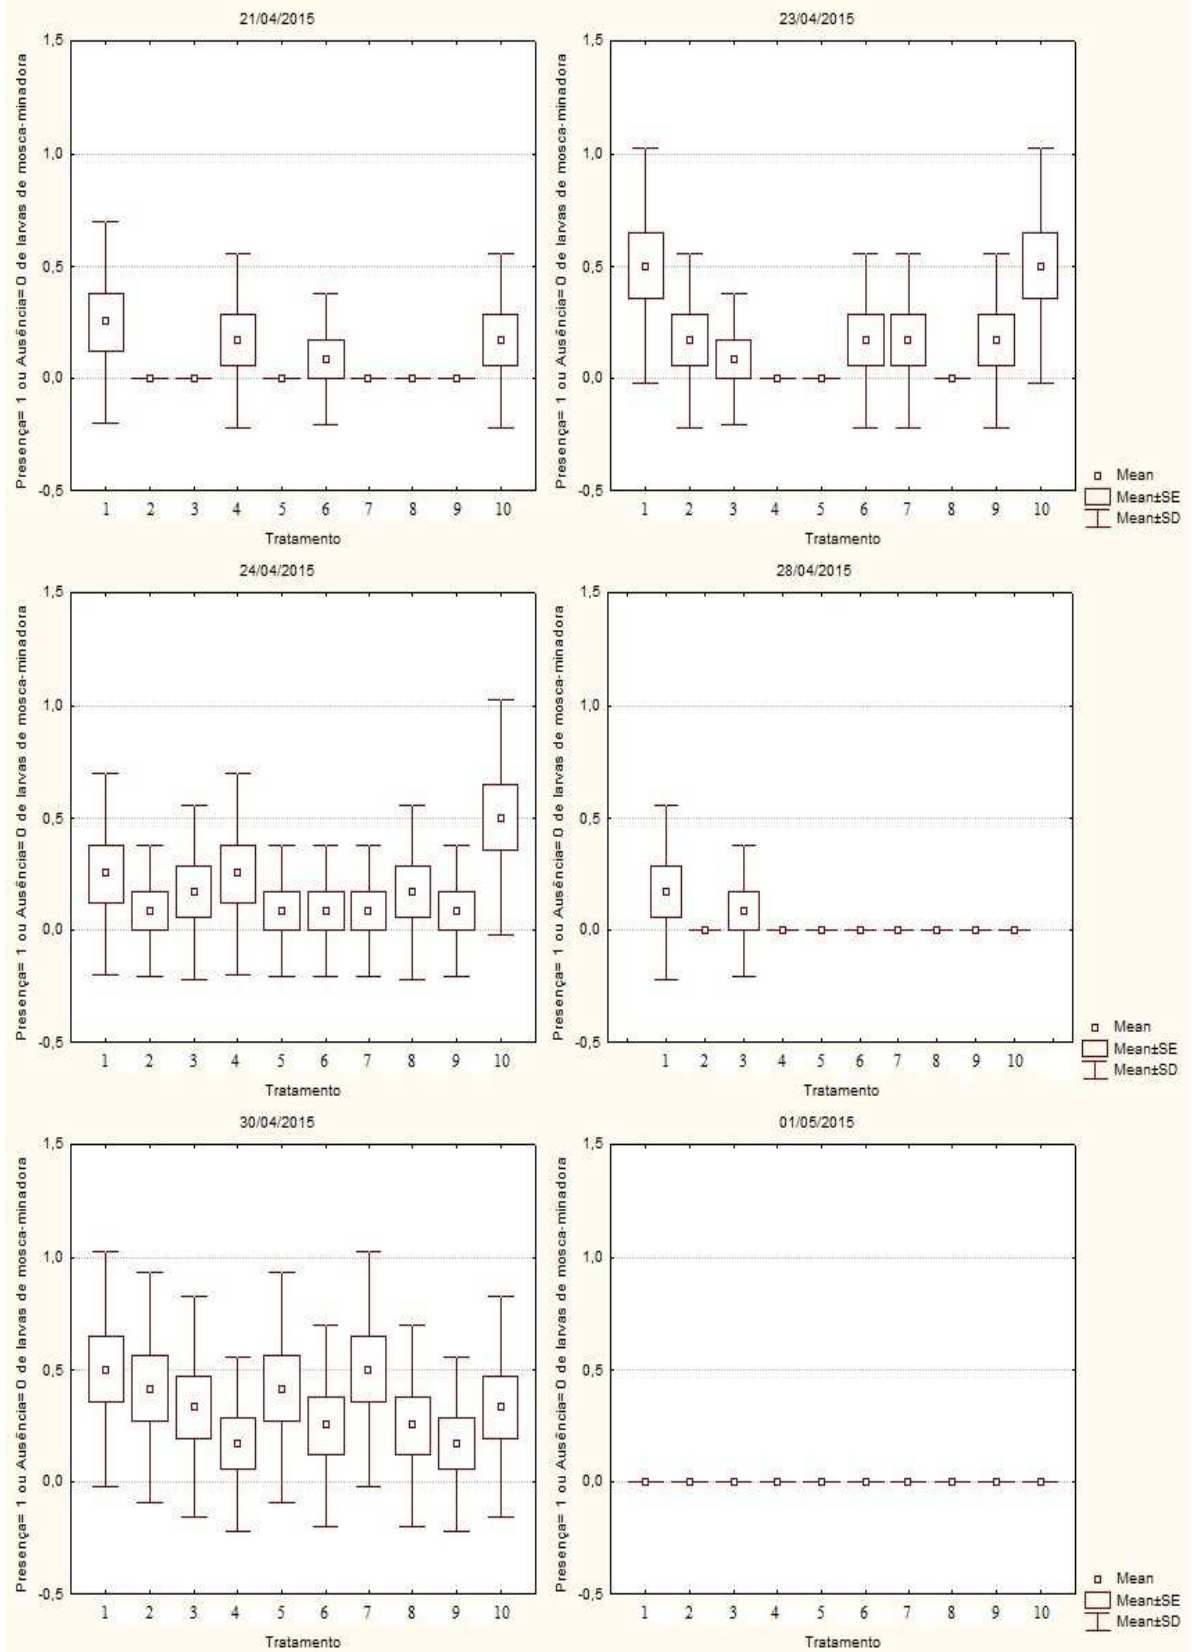 21/04/2015
Presença= 1 ou Ausência= 0 de larvas de mosca-minadora
1,5
1,0
0,5
0,0
-0,5
1 2 3 4 5 6 7 8 9 10
Tratamento
23/04/2015
Presença= 1 ou Ausência= 0 de larvas de mosca-minadora
1,5
1,0
0,5
0,0
-0,5
1 2 3 4 5 6 7 8 9 10
Tratamento
Mean
Mean±SE
Mean±SD
24/04/2015
Presença= 1 ou Ausência= 0 de larvas de mosca-minadora
1,5
1,0
0,5
0,0
-0,5
1 2 3 4 5 6 7 8 9 10
Tratamento
28/04/2015
Presença= 1 ou Ausência= 0 de larvas de mosca-minadora
1,5
1,0
0,5
0,0
-0,5
1 2 3 4 5 6 7 8 9 10
Tratamento
Mean
Mean±SE
Mean±SD
30/04/2015
Presença= 1 ou Ausência= 0 de larvas de mosca-minadora
1,5
1,0
0,5
0,0
-0,5
1 2 3 4 5 6 7 8 9 10
Tratamento
01/05/2015
Presença= 1 ou Ausência= 0 de larvas de mosca-minadora
1,5
1,0
0,5
0,0
-0,5
1 2 3 4 5 6 7 8 9 10
Tratamento
Mean
Mean±SE
Mean±SD